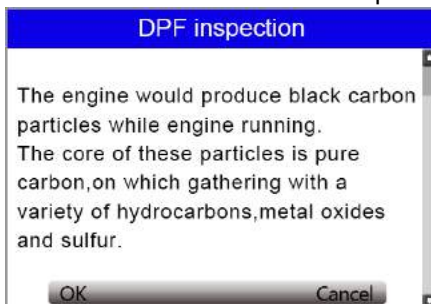 DPF inspection
The engine would produce black carbon
particles while engine running.
The core of these particles is pure
carbon,on which gathering with a
variety of hydrocarbons,metal oxides
and sulfur.
OK Cancel